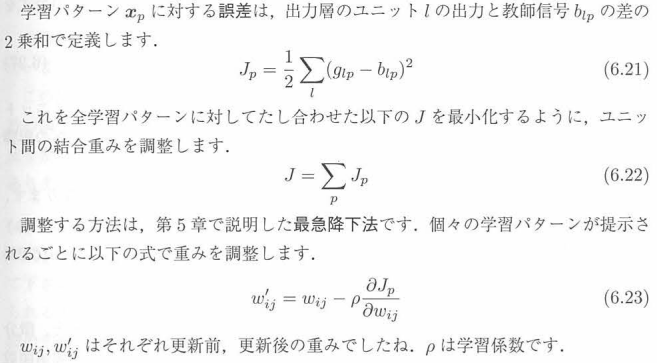 学習パターン x_p に対する誤差は，出力層のユニット l の出力と教師信号 b_{lp} の差の
2 乗和で定義します．
J_p = \frac{1}{2} \sum_l (g_{lp} − b_{lp})^2 (6.21)
これを全学習パターンに対してたし合わせた以下の J を最小化するように，ユニッ
ト間の結合重みを調整します．
J = \sum_p J_p (6.22)
調整する方法は，第 5 章で説明した最急降下法です．個々の学習パターンが提示さ
れるごとに以下の式で重みを調整します．
w'_{ij} = w_{ij} − ρ \frac{∂J_p}{∂w_{ij}} (6.23)
w_{ij}, w'_{ij} はそれぞれ更新前，更新後の重みでしたね．ρ は学習係数です．